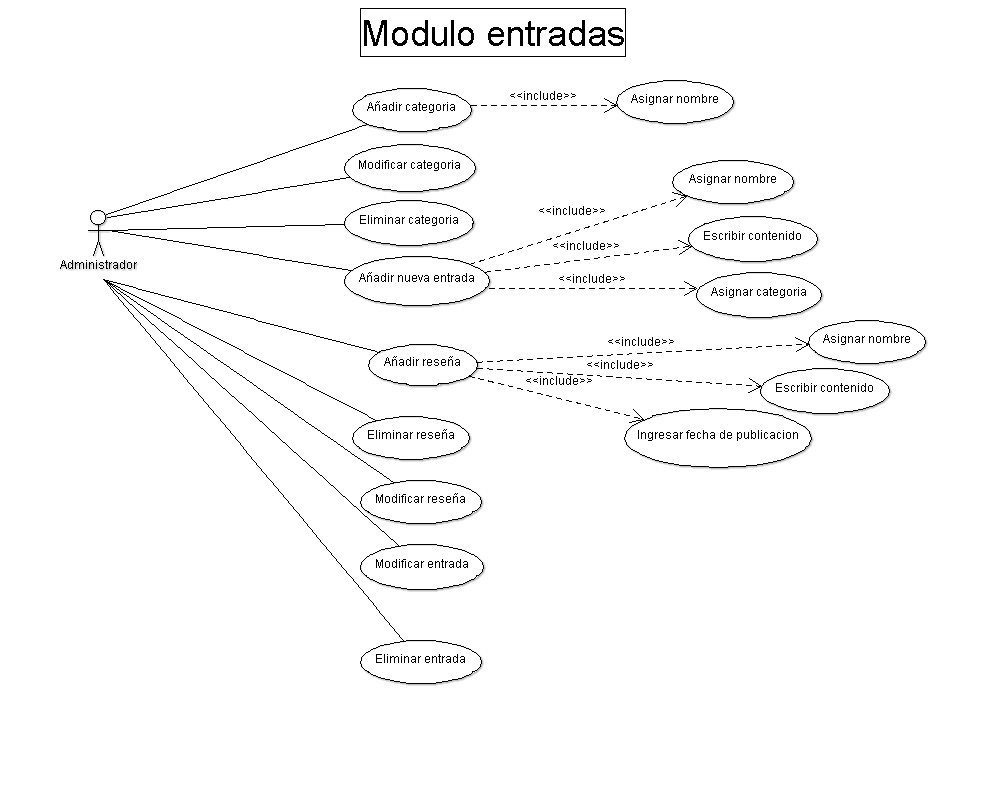 Modulo entradas
Añadir categoria
<<include>>
Asignar nombre
Modificar categoria
Eliminar categoria
Añadir nueva entrada
<<include>>
Asignar nombre
<<include>>
Escribir contenido
<<include>>
Asignar categoria
Administrador
Añadir reseña
<<include>>
Asignar nombre
<<include>>
Escribir contenido
<<include>>
Ingresar fecha de publicacion
Eliminar reseña
Modificar reseña
Modificar entrada
Eliminar entrada